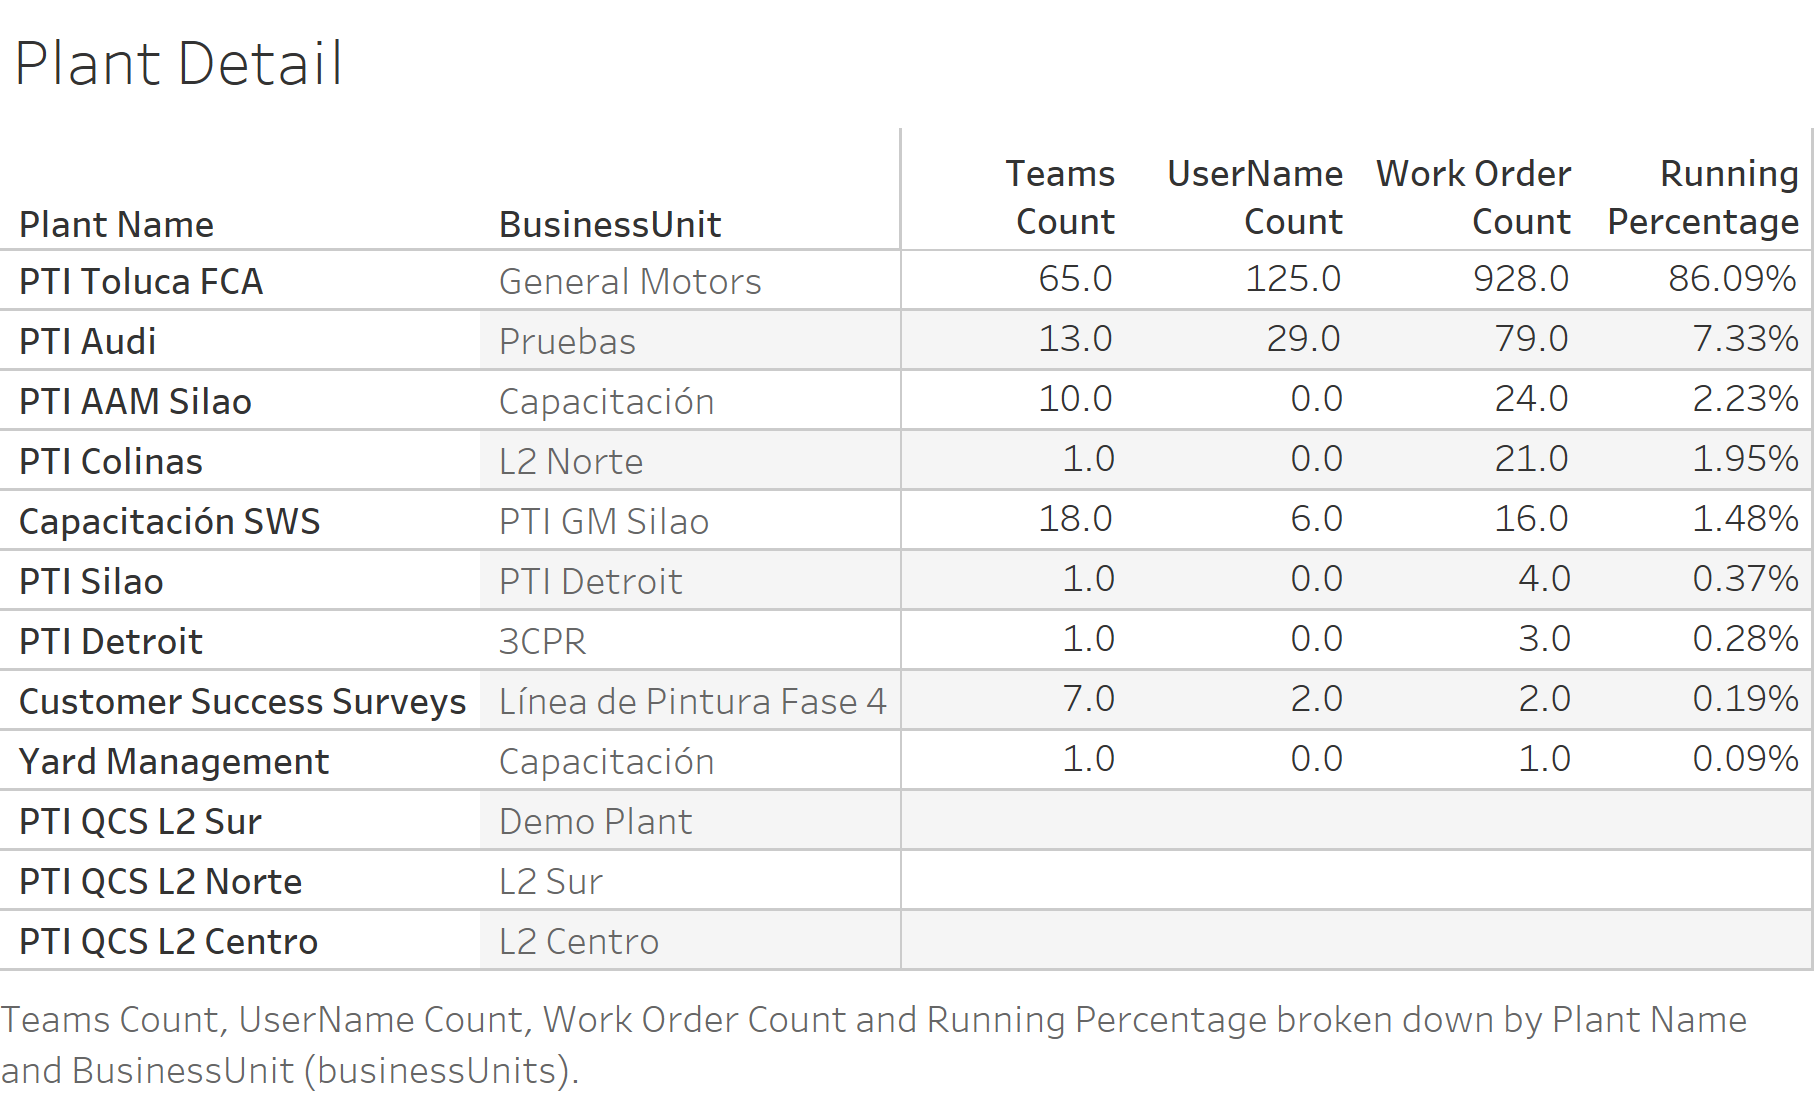 Plant Detail
Teams UserName Work Order Running
Plant Name BusinessUnit Count Count Count Percentage
PTI Toluca FCA General Motors 65.0 125.0 928.0 86.09%
PTI Audi Pruebas 13.0 29.0 79.0 7.33%
PTI AAM Silao Capacitación 10.0 0.0 24.0 2.23%
PTI Colinas L2 Norte 1.0 0.0 21.0 1.95%
Capacitación SWS PTI GM Silao 18.0 6.0 16.0 1.48%
PTI Silao PTI Detroit 1.0 0.0 4.0 0.37%
PTI Detroit 3CPR 1.0 0.0 3.0 0.28%
Customer Success Surveys Línea de Pintura Fase 4 7.0 2.0 2.0 0.19%
Yard Management Capacitación 1.0 0.0 1.0 0.09%
PTI QCS L2 Sur Demo Plant
PTI QCS L2 Norte L2 Sur
PTI QCS L2 Centro L2 Centro
Teams Count, UserName Count, Work Order Count and Running Percentage broken down by Plant Name
and BusinessUnit (businessUnits).